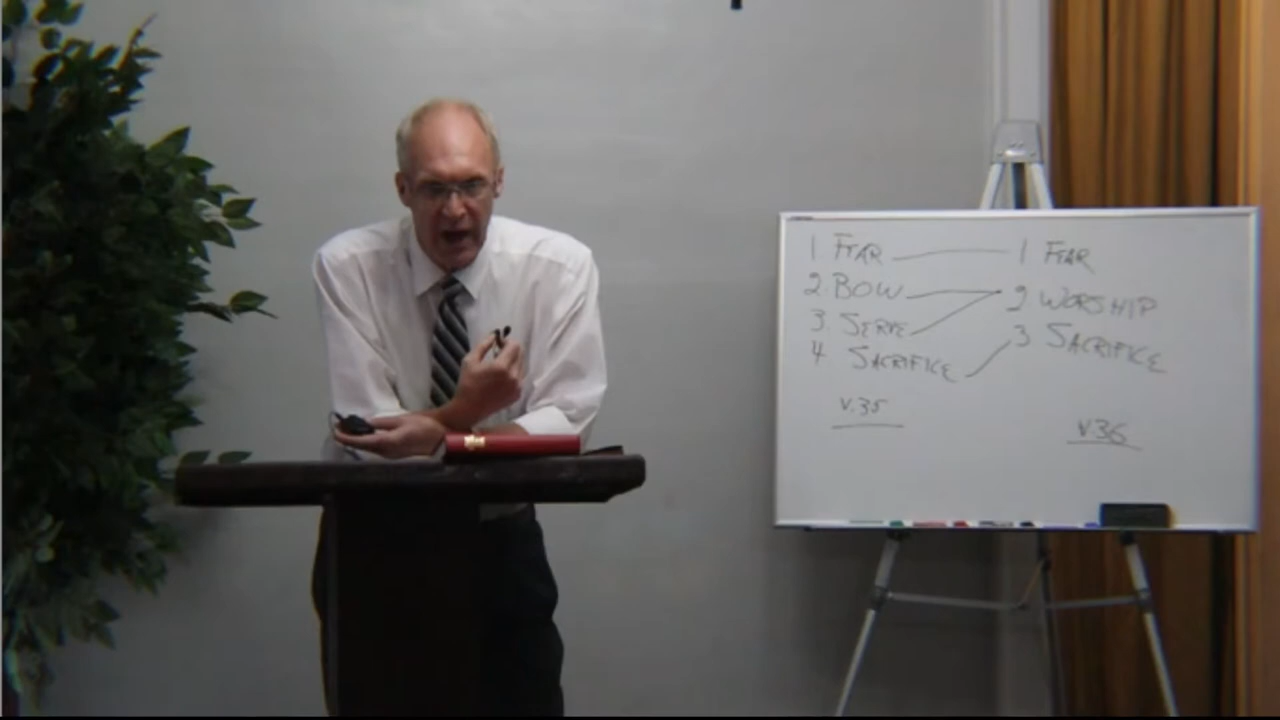 1 FEAR 1 FEAR
2. BOW 2 WORSHIP
3. SERVE 3 SACRIFICE
4 SACRIFICE
v.35
v36